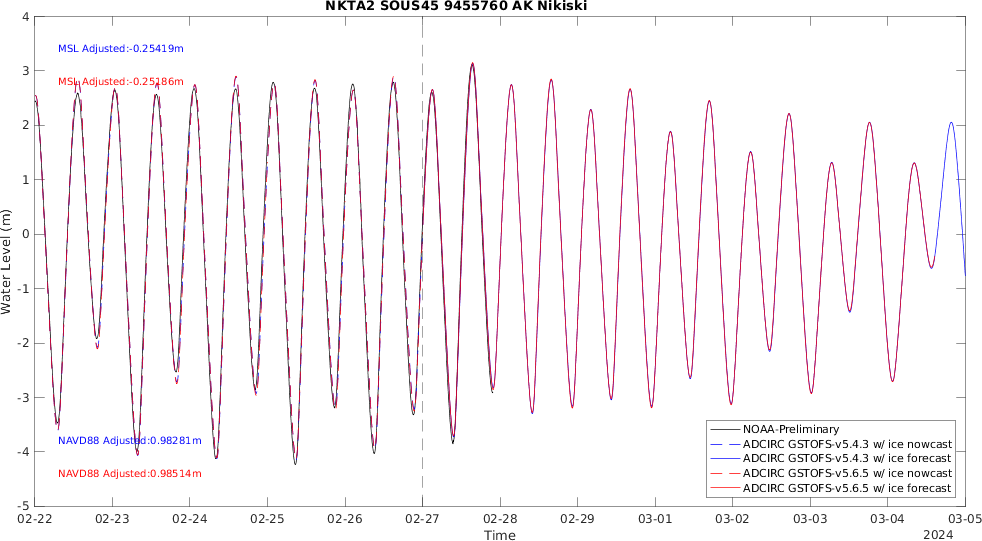 NKTA2 SOUS45 9455760 AK Nikiski
4
3
2
1
0
-1
-2
-3
-4
-5
Water Level (m)
MSL Adjusted:-0.25419m
MSL Adjusted:-0.25186m
NAVD88 Adjusted:0.98281m
NAVD88 Adjusted:0.98514m
NOAA-Preliminary
ADCIRC GSTOFS-v5.4.3 w/ ice nowcast
ADCIRC GSTOFS-v5.4.3 w/ ice forecast
ADCIRC GSTOFS-v5.6.5 w/ ice nowcast
ADCIRC GSTOFS-v5.6.5 w/ ice forecast
02-22 02-23 02-24 02-25 02-26 02-27 02-28 02-29 03-01 03-02 03-03 03-04 03-05
Time
2024